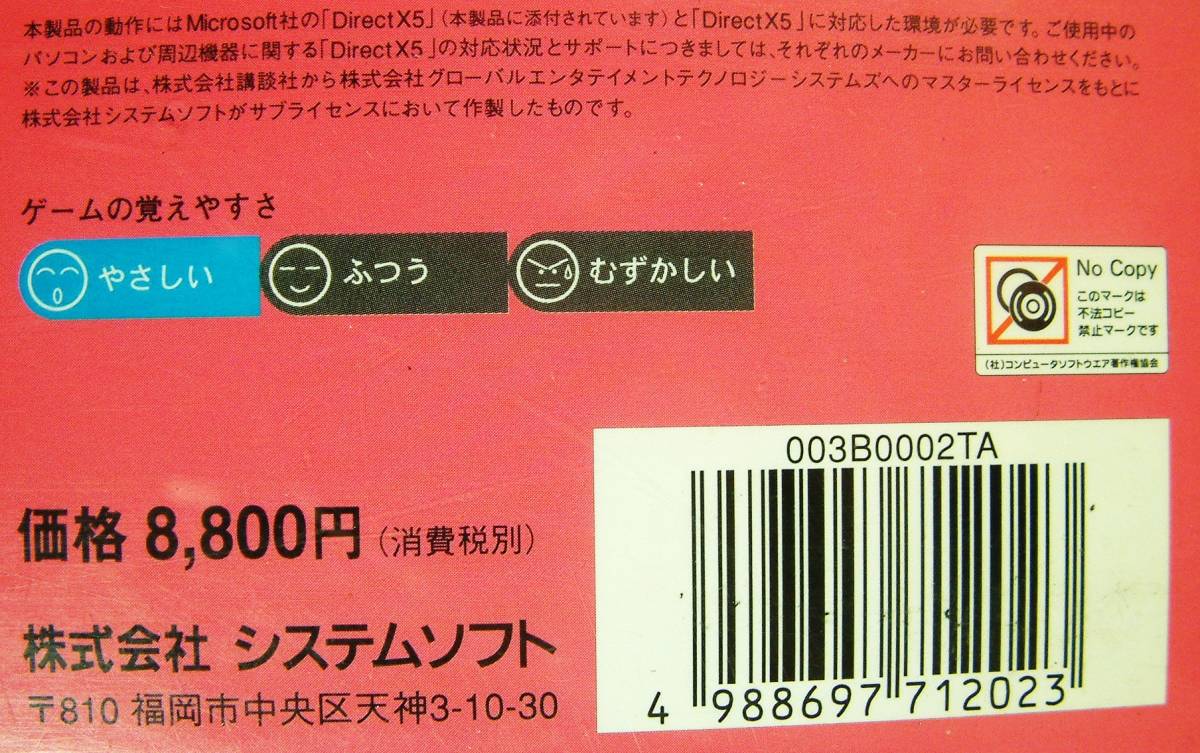 本製品の動作にはMicrosoft社の「DirectX5」(本製品に添付されています)と「DirectX5」に対応した環境が必要です。ご使用中の
パソコンおよび周辺機器に関する「DirectX5」の対応状況とサポートにつきましては、それぞれのメーカーにお問い合わせください。
※この製品は、株式会社講談社から株式会社グローバルエンタテイメントテクノロジーシステムズへのマスターライセンスをもとに
株式会社システムソフトがサブライセンスにおいて作製したものです。
ゲームの覚えやすさ
やさしい ふつう むずかしい
No Copy
このマークは
不法コピー
禁止マークです
(社)コンピュータソフトウエア著作権協会
003B0002TA
価格 8,800円(消費税別)
株式会社 システムソフト
〒810 福岡市中央区天神3-10-30
4 988697 712023